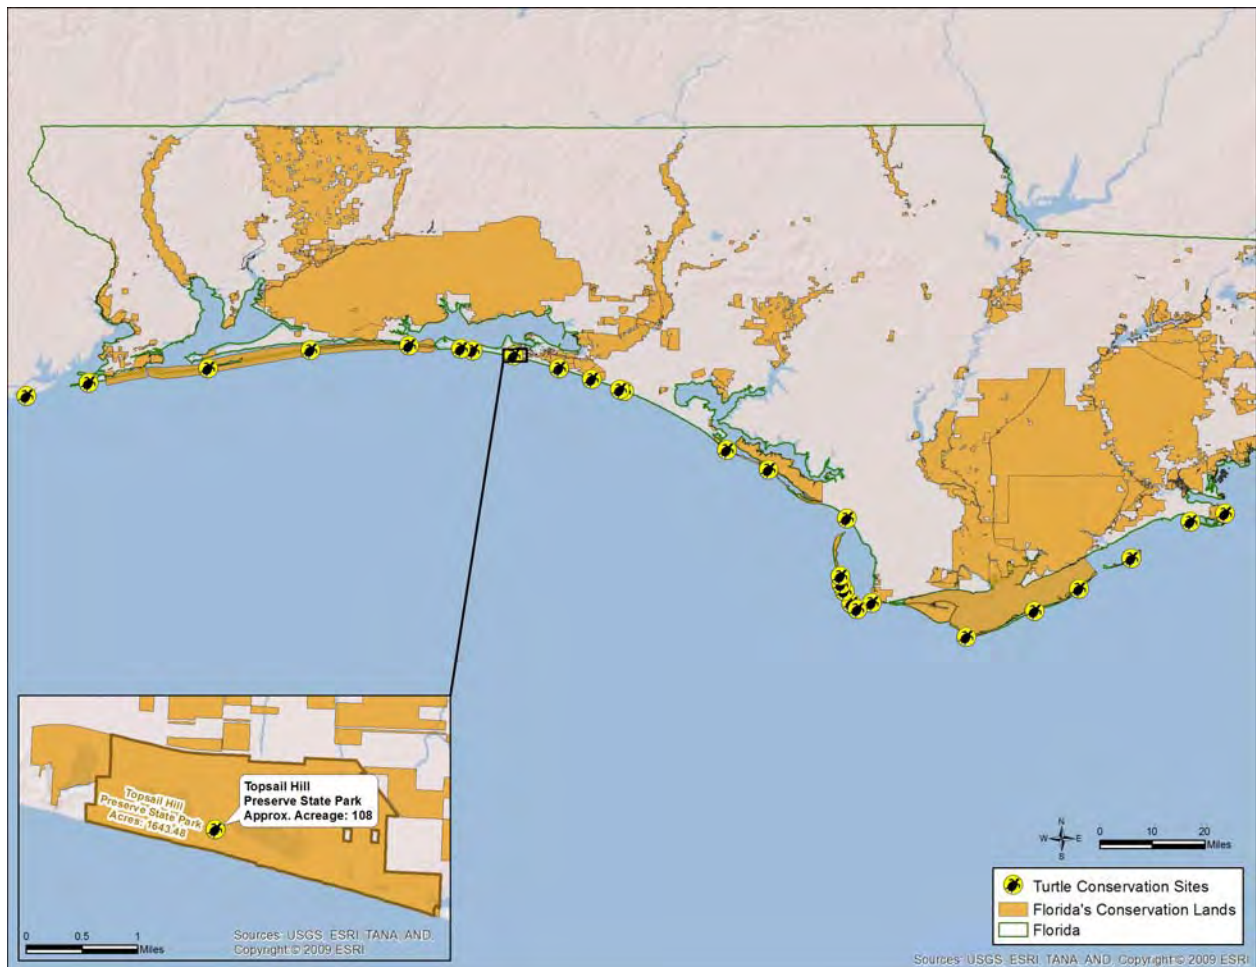 Topsail Hill
Preserve State Park
Acres: 1643.48
Topsail Hill
Preserve State Park
Approx. Acreage: 108
0 0.5 1
Miles
Sources: USGS, ESRI, TANA, AND,
Copyright:© 2009 ESRI
N
W E
S
0 10 20
Miles
Turtle Conservation Sites
Florida's Conservation Lands
Florida
Sources: USGS, ESRI, TANA, AND, Copyright:© 2009 ESRI